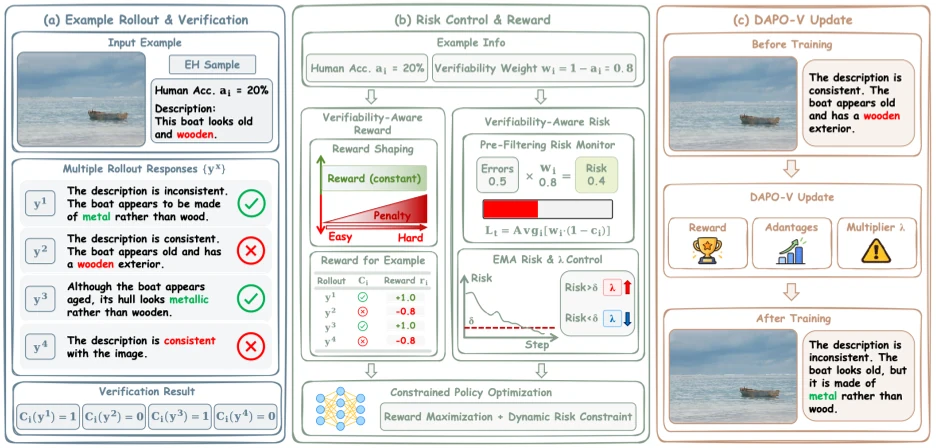 (a) Example Rollout & Verification
Input Example
EH Sample
Human Acc. aᵢ = 20%
Description:
This boat looks old
and wooden.
Multiple Rollout Responses {yˣ}
y¹
The description is inconsistent.
The boat appears to be made
of metal rather than wood.
y²
The description is consistent.
The boat appears old and has
a wooden exterior.
y³
Although the boat appears
aged, its hull looks metallic
rather than wooden.
y⁴
The description is consistent
with the image.
Verification Result
Cᵢ(y¹) = 1
Cᵢ(y²) = 0
Cᵢ(y³) = 1
Cᵢ(y⁴) = 0
(b) Risk Control & Reward
Example Info
Human Acc. aᵢ = 20%
Verifiability Weight wᵢ = 1 − aᵢ = 0.8
Verifiability-Aware
Reward
Reward Shaping
Reward (constant)
Penalty
Easy
Hard
Reward for Example
Rollout Cᵢ Reward rᵢ
y¹ +1.0
y² -0.8
y³ +1.0
y⁴ -0.8
Verifiability-Aware Risk
Pre-Filtering Risk Monitor
Errors
0.5
×
wᵢ
0.8
=
Risk
0.4
Lₜ = Avgᵢ[wᵢ·(1 − cᵢ)]
EMA Risk & λ Control
Risk
δ
Step
Risk>δ λ
Risk<δ λ
Constrained Policy Optimization
Reward Maximization + Dynamic Risk Constraint
(c) DAPO-V Update
Before Training
The description is
consistent. The
boat appears old
and has a wooden
exterior.
DAPO-V Update
Reward
Adantages
Multiplier λ
After Training
The description is
inconsistent. The
boat looks old, but
it is made of
metal rather than
wood.